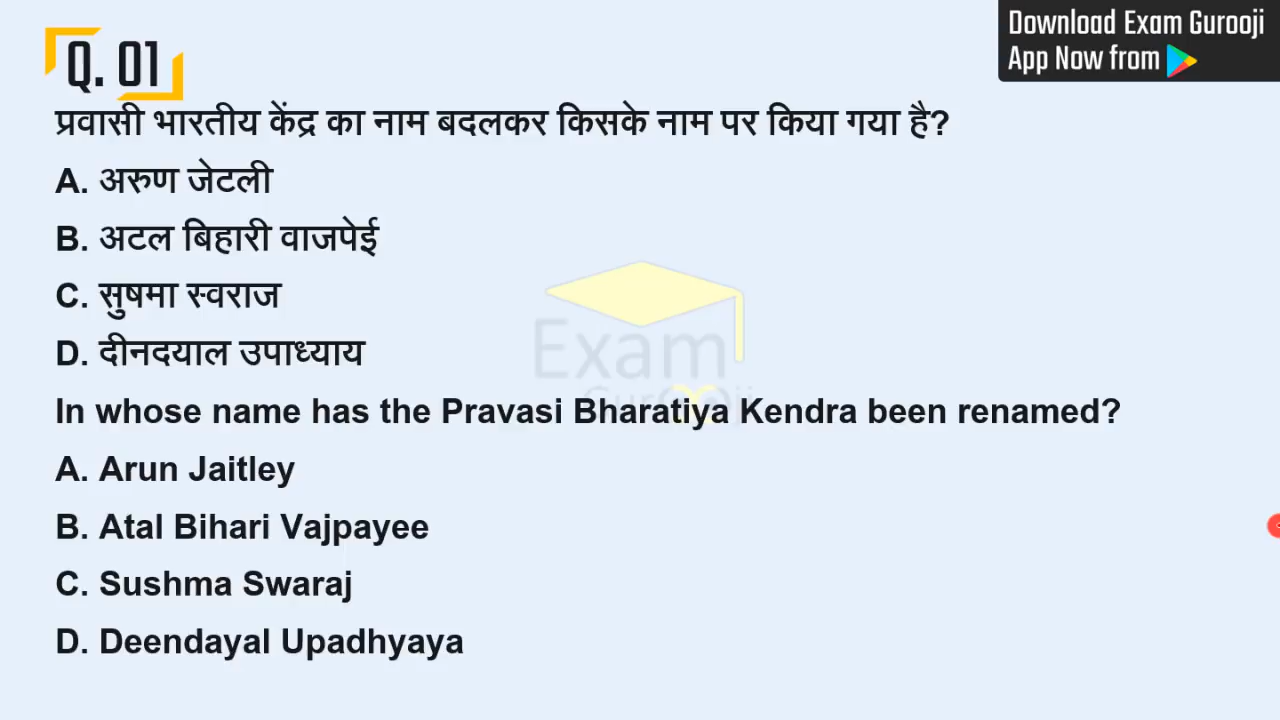 Download Exam Gurooji
App Now from
Q. 01
प्रवासी भारतीय केंद्र का नाम बदलकर किसके नाम पर किया गया है?
A. अरुण जेटली
B. अटल बिहारी वाजपेई
C. सुषमा स्वराज
D. दीनदयाल उपाध्याय
Exam
Gurooji
In whose name has the Pravasi Bharatiya Kendra been renamed?
A. Arun Jaitley
B. Atal Bihari Vajpayee
C. Sushma Swaraj
D. Deendayal Upadhyaya